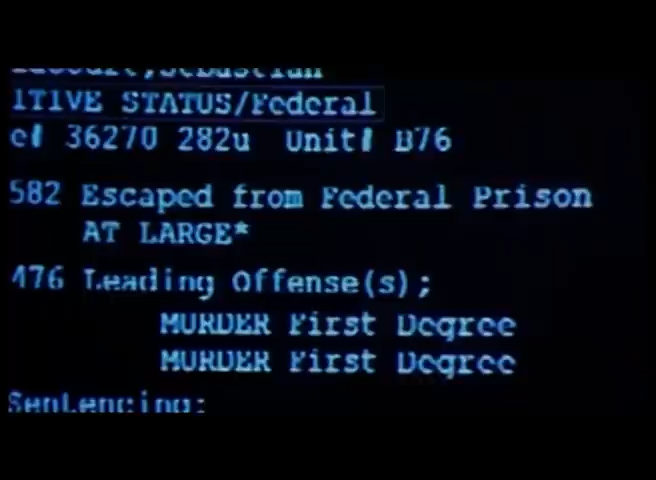 Sebastian
ITIVE STATUS/Federal
e# 36270 282u Unit# B76
582 Escaped from Federal Prison
AT LARGE*
476 Leading Offense(s);
MURDER First Degree
MURDER First Degree
Sentencing: